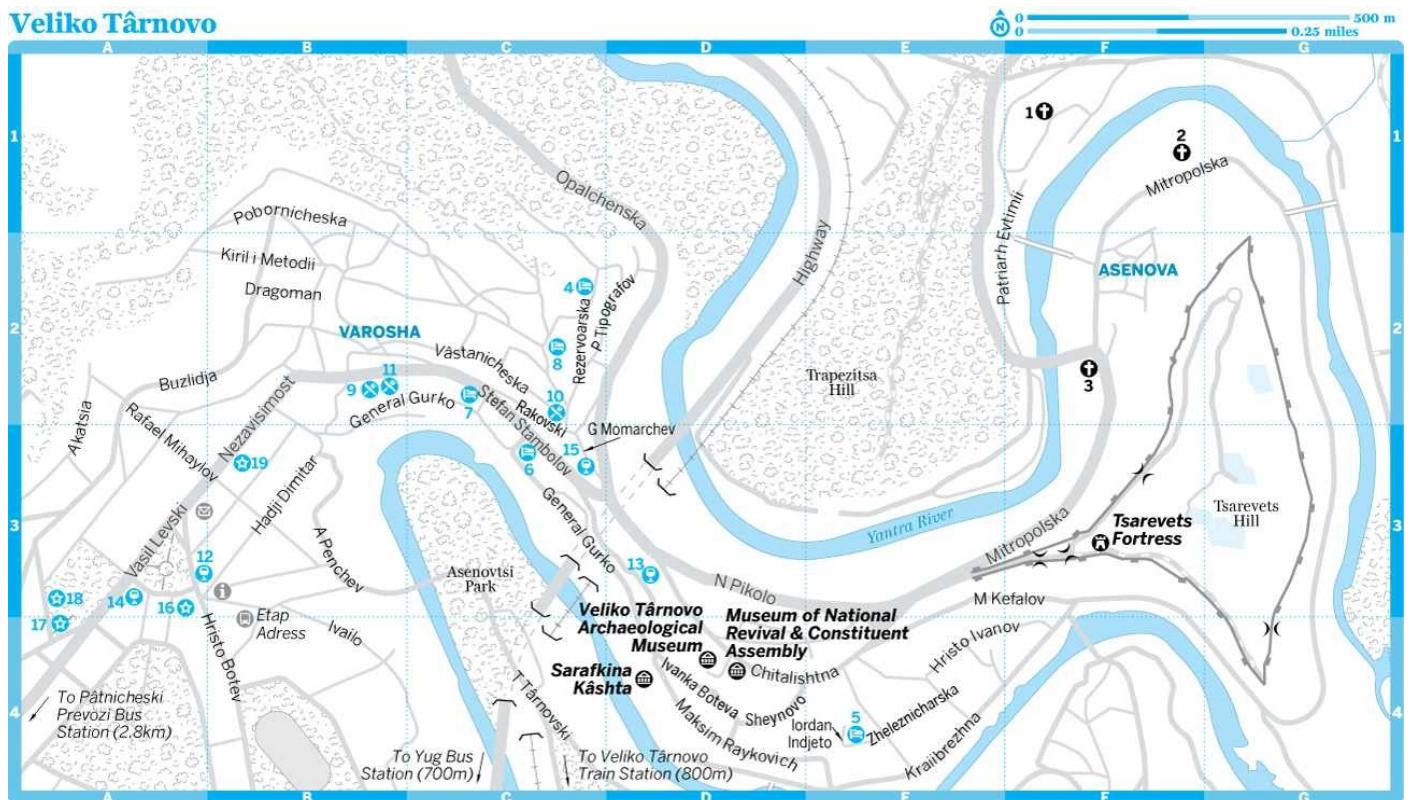 Veliko Târnovo
N
0
500 m
0
0.25 miles
A
B
C
D
E
F
G
1
1
1
2
Opalchenska
Mitropolska
Pobornicheska
Highway
Patriarh Evtimii
ASENOVA
Kiril i Metodii
Dragoman
4
P Tipografov
Rezervoarska
2
2
VAROSHA
Vâstanicheska
8
3
Buzlidja
9
11
Trapezitsa
Hill
Nezavisimost
General Gurko
7
10
Rakovski
Stefan Stambolov
Akatsia
Rafael Mihaylov
G Momarchev
19
6
15
Hadji Dimitar
General Gurko
Yantra River
Tsarevets
Hill
3
3
Vasil Levski
A Penchev
Mitropolska
Tsarevets
Fortress
12
13
Asenovtsi
Park
N Pikolo
M Kefalov
18
14
16
17
Etap
Adress
Hristo Botev
Ivailo
Veliko Târnovo
Archaeological
Museum
Museum of National
Revival & Constituent
Assembly
Hristo Ivanov
Sarafkina
Kâshta
Chitalishtna
Ivanka Boteva
Sheynovo
T Târnovski
Maksim Raykovich
Iordan
Indjeto
5
Zheleznicharska
Kraiibrezhna
4
4
To Pâtnicheski
Prevozi Bus
Station (2.8km)
To Yug Bus
Station (700m)
To Veliko Târnovo
Train Station (800m)
A
B
C
D
E
F
G